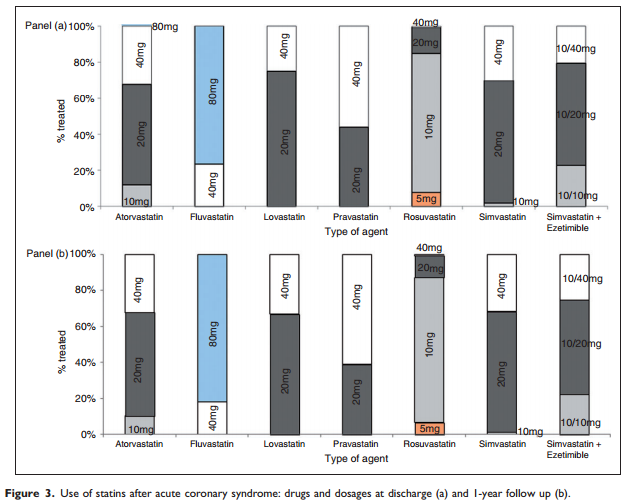 Panel (a)
100%
80%
60%
40%
20%
0%
% treated
80mg
40mg
20mg
10mg
80mg
40mg
40mg
20mg
40mg
20mg
40mg
20mg
10mg
5mg
40mg
20mg
10mg
10/40mg
10/20mg
10/10mg
Atorvastatin Fluvastatin Lovastatin Pravastatin Rosuvastatin Simvastatin Simvastatin +
Ezetimible
Type of agent
Panel (b)
100%
80%
60%
40%
20%
0%
% treated
40mg
20mg
10mg
80mg
40mg
40mg
20mg
40mg
20mg
40mg
20mg
10mg
5mg
40mg
20mg
10mg
10/40mg
10/20mg
10/10mg
Atorvastatin Fluvastatin Lovastatin Pravastatin Rosuvastatin Simvastatin Simvastatin +
Ezetimible
Type of agent
Figure 3. Use of statins after acute coronary syndrome: drugs and dosages at discharge (a) and 1-year follow up (b).